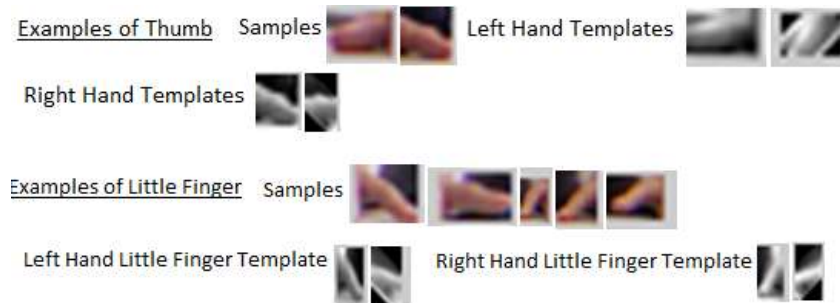 Examples of Thumb Samples Left Hand Templates
Right Hand Templates
Examples of Little Finger Samples
Left Hand Little Finger Template Right Hand Little Finger Template